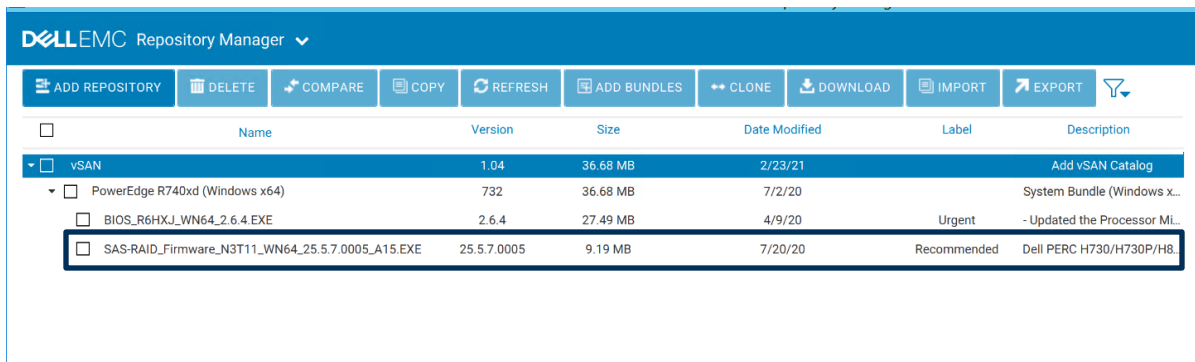 DELLEMC Repository Manager
ADD REPOSITORY DELETE COMPARE COPY REFRESH ADD BUNDLES CLONE DOWNLOAD IMPORT EXPORT
Name Version Size Date Modified Label Description
vSAN 1.04 36.68 MB 2/23/21 Add vSAN Catalog
PowerEdge R740xd (Windows x64) 732 36.68 MB 7/2/20 System Bundle (Windows x...
BIOS_R6HXJ_WN64_2.6.4.EXE 2.6.4 27.49 MB 4/9/20 Urgent - Updated the Processor Mi...
SAS-RAID_Firmware_N3T11_WN64_25.5.7.0005_A15.EXE 25.5.7.0005 9.19 MB 7/20/20 Recommended Dell PERC H730/H730P/H8...